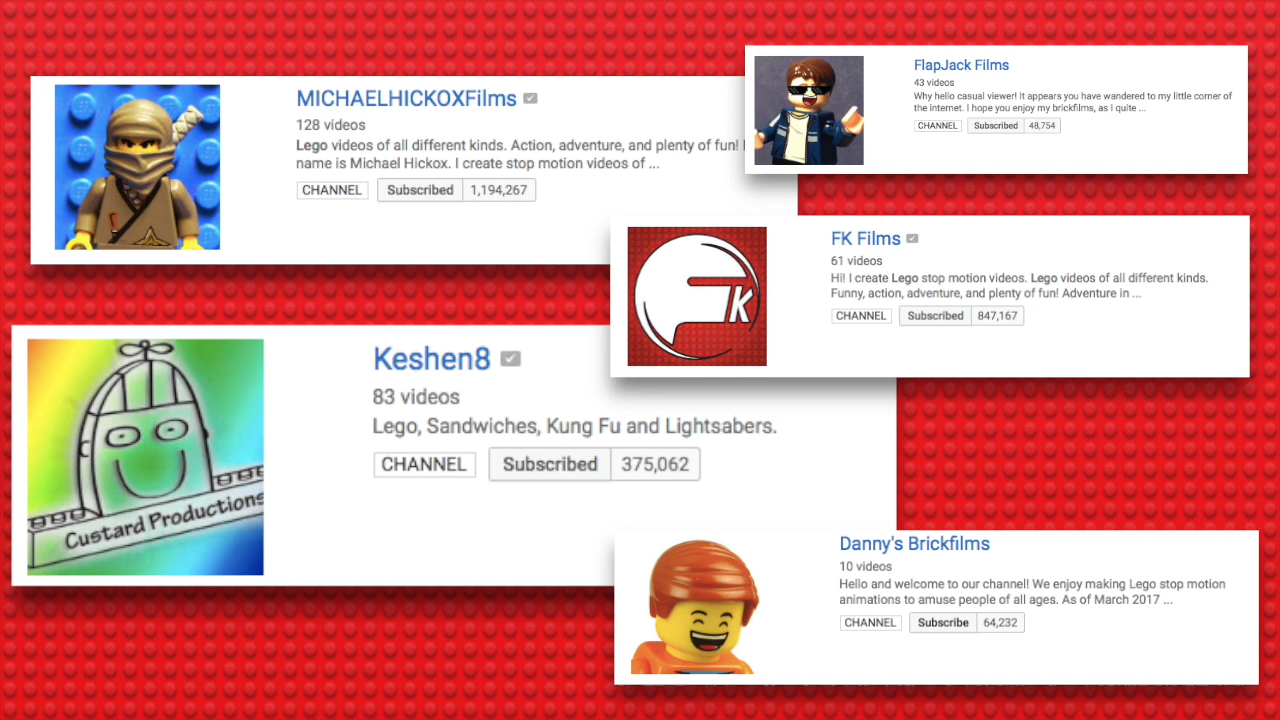 MICHAELHICKOXFilms
128 videos
Lego videos of all different kinds. Action, adventure, and plenty of fun!
name is Michael Hickox. I create stop motion videos of ...
CHANNEL Subscribed 1,194,267
FlapJack Films
43 videos
Why hello casual viewer! It appears you have wandered to my little corner of
the internet. I hope you enjoy my brickfilms, as I quite ...
CHANNEL Subscribed 48,754
FK
FK Films
61 videos
Hi! I create Lego stop motion videos. Lego videos of all different kinds.
Funny, action, adventure, and plenty of fun! Adventure in ...
CHANNEL Subscribed 847,167
Keshen8
83 videos
Lego, Sandwiches, Kung Fu and Lightsabers.
CHANNEL Subscribed 375,062
Custard Productions
Danny's Brickfilms
10 videos
Hello and welcome to our channel! We enjoy making Lego stop motion
animations to amuse people of all ages. As of March 2017 ...
CHANNEL Subscribe 64,232